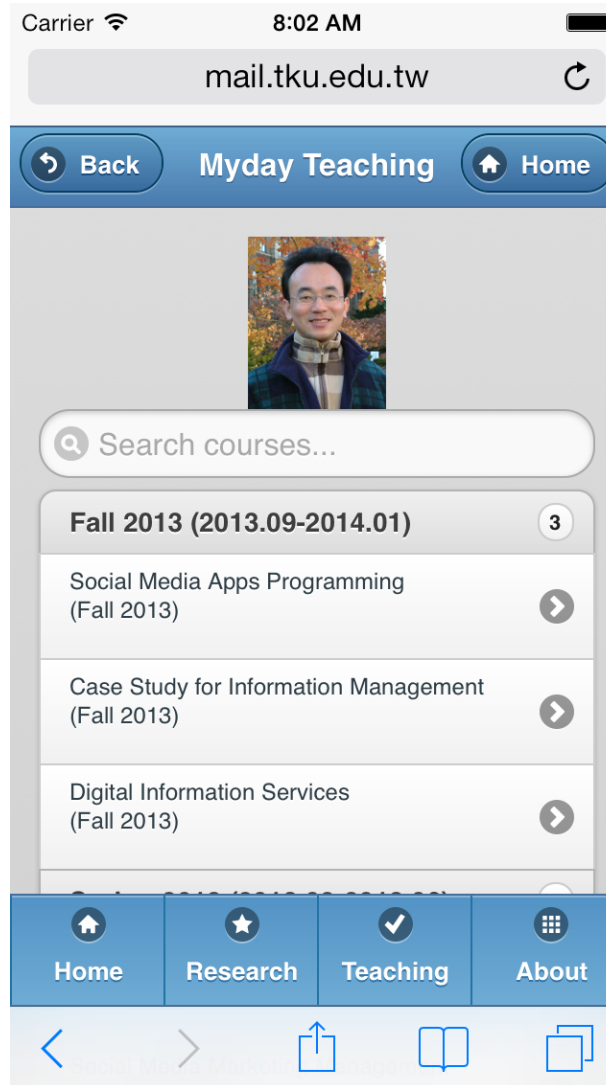 Carrier 8:02 AM
mail.tku.edu.tw
Back Myday Teaching Home
Search courses...
Fall 2013 (2013.09-2014.01) 3
Social Media Apps Programming
(Fall 2013)
Case Study for Information Management
(Fall 2013)
Digital Information Services
(Fall 2013)
Home Research Teaching About